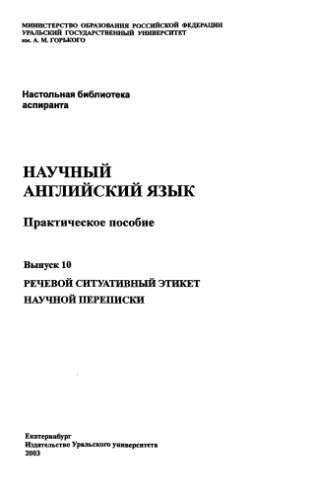 МИНИСТЕРСТВО ОБРАЗОВАНИЯ РОССИЙСКОЙ ФЕДЕРАЦИИ
УРАЛЬСКИЙ ГОСУДАРСТВЕННЫЙ УНИВЕРСИТЕТ
им. А. М. ГОРЬКОГО
Настольная библиотека
аспиранта
НАУЧНЫЙ
АНГЛИЙСКИЙ ЯЗЫК
Практическое пособие
Выпуск 10
РЕЧЕВОЙ СИТУАТИВНЫЙ ЭТИКЕТ
НАУЧНОЙ ПЕРЕПИСКИ
Екатеринбург
Издательство Уральского университета
2003